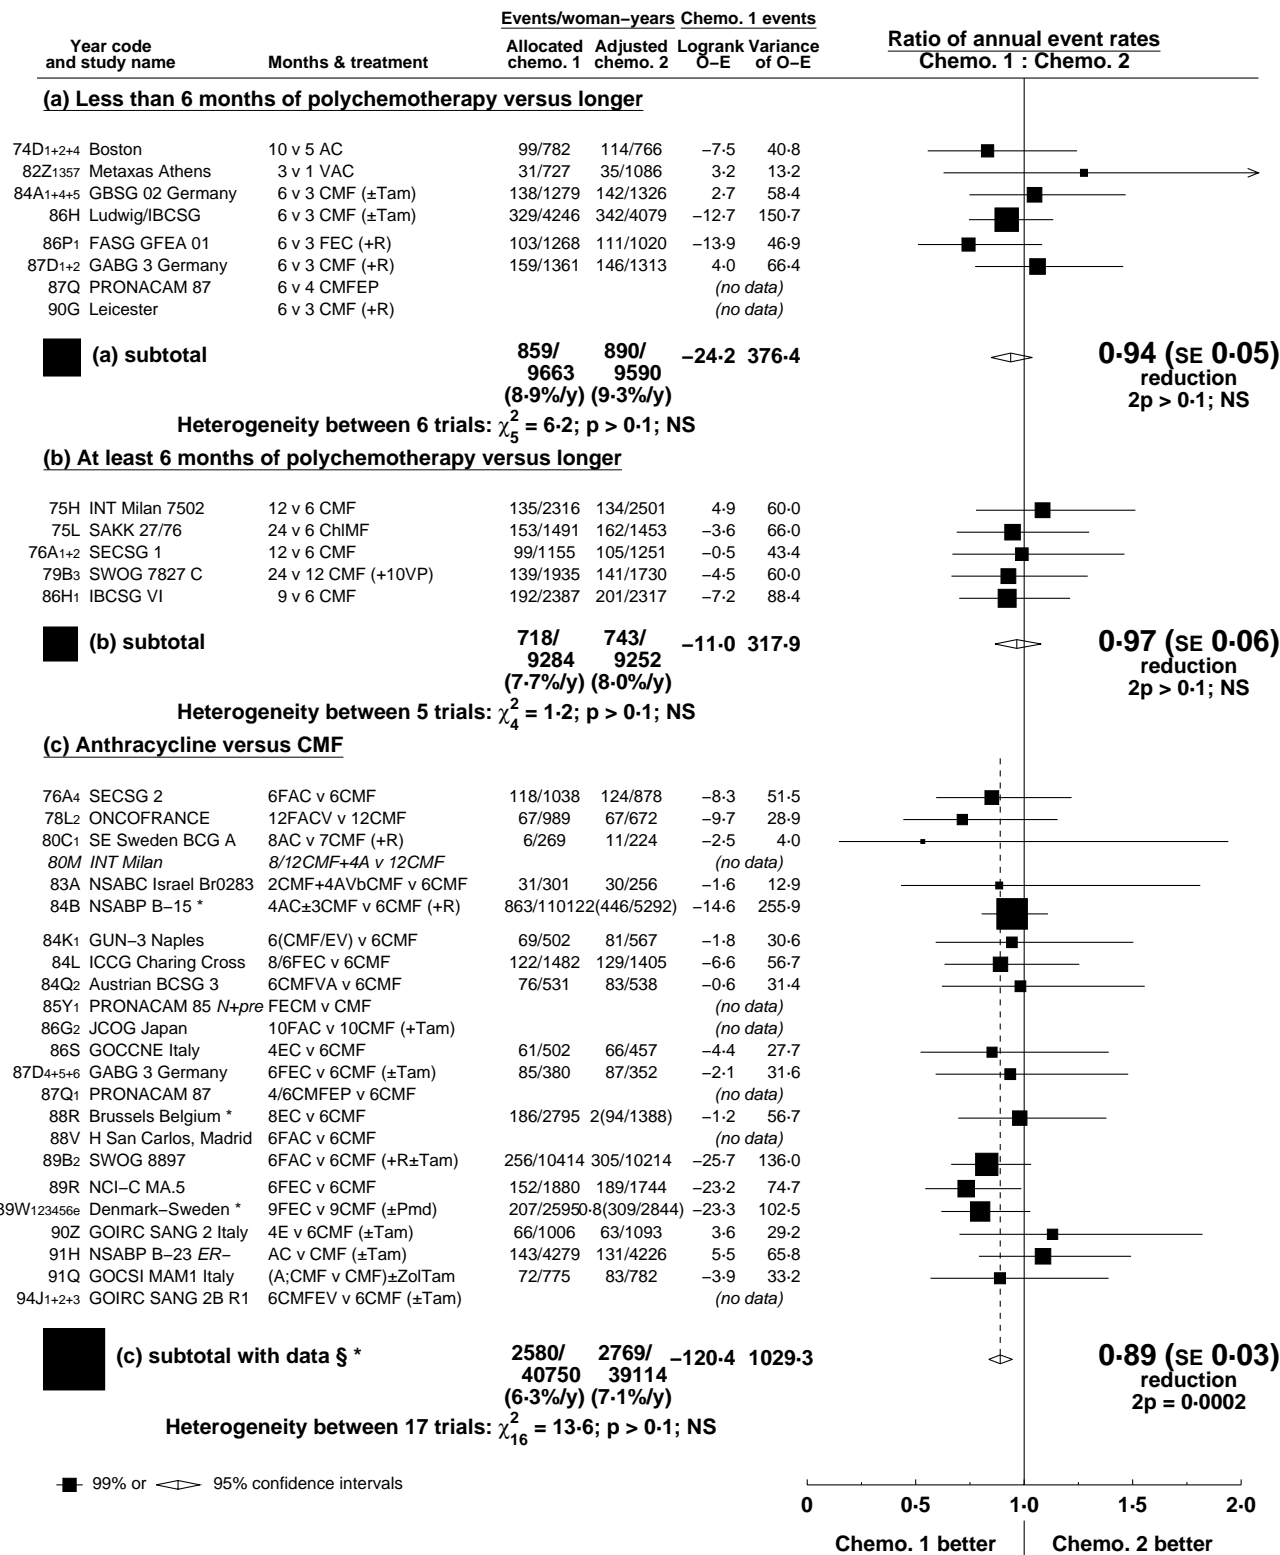 Events/woman–years Chemo. 1 events
Year code and study name Months & treatment Allocated chemo. 1 Adjusted chemo. 2 Logrank O–E Variance of O–E Ratio of annual event rates Chemo. 1 : Chemo. 2
(a) Less than 6 months of polychemotherapy versus longer
74D1+2+4 Boston 10 v 5 AC 99/782 114/766 –7·5 40·8
82Z1357 Metaxas Athens 3 v 1 VAC 31/727 35/1086 3·2 13·2
84A1+4+5 GBSG 02 Germany 6 v 3 CMF (±Tam) 138/1279 142/1326 2·7 58·4
86H Ludwig/IBCSG 6 v 3 CMF (±Tam) 329/4246 342/4079 –12·7 150·7
86P1 FASG GFEA 01 6 v 3 FEC (+R) 103/1268 111/1020 –13·9 46·9
87D1+2 GABG 3 Germany 6 v 3 CMF (+R) 159/1361 146/1313 4·0 66·4
87Q PRONACAM 87 6 v 4 CMFEP (no data)
90G Leicester 6 v 3 CMF (+R) (no data)
(a) subtotal 859/ 890/ –24·2 376·4 0·94 (SE 0·05)
9663 9590 reduction
(8·9%/y) (9·3%/y) 2p > 0·1; NS
Heterogeneity between 6 trials: χ²₅ = 6·2; p > 0·1; NS
(b) At least 6 months of polychemotherapy versus longer
75H INT Milan 7502 12 v 6 CMF 135/2316 134/2501 4·9 60·0
75L SAKK 27/76 24 v 6 ChlMF 153/1491 162/1453 –3·6 66·0
76A1+2 SECSG 1 12 v 6 CMF 99/1155 105/1251 –0·5 43·4
79B3 SWOG 7827 C 24 v 12 CMF (+10VP) 139/1935 141/1730 –4·5 60·0
86H1 IBCSG VI 9 v 6 CMF 192/2387 201/2317 –7·2 88·4
(b) subtotal 718/ 743/ –11·0 317·9 0·97 (SE 0·06)
9284 9252 reduction
(7·7%/y) (8·0%/y) 2p > 0·1; NS
Heterogeneity between 5 trials: χ²₄ = 1·2; p > 0·1; NS
(c) Anthracycline versus CMF
76A4 SECSG 2 6FAC v 6CMF 118/1038 124/878 –8·3 51·5
78L2 ONCOFRANCE 12FACV v 12CMF 67/989 67/672 –9·7 28·9
80C1 SE Sweden BCG A 8AC v 7CMF (+R) 6/269 11/224 –2·5 4·0
80M INT Milan 8/12CMF+4A v 12CMF (no data)
83A NSABC Israel Br0283 2CMF+4AVbCMF v 6CMF 31/301 30/256 –1·6 12·9
84B NSABP B–15 * 4AC±3CMF v 6CMF (+R) 863/11012 2(446/5292) –14·6 255·9
84K1 GUN–3 Naples 6(CMF/EV) v 6CMF 69/502 81/567 –1·8 30·6
84L ICCG Charing Cross 8/6FEC v 6CMF 122/1482 129/1405 –6·6 56·7
84Q2 Austrian BCSG 3 6CMFVA v 6CMF 76/531 83/538 –0·6 31·4
85Y1 PRONACAM 85 N+pre FECM v CMF (no data)
86G2 JCOG Japan 10FAC v 10CMF (+Tam) (no data)
86S GOCCNE Italy 4EC v 6CMF 61/502 66/457 –4·4 27·7
87D4+5+6 GABG 3 Germany 6FEC v 6CMF (±Tam) 85/380 87/352 –2·1 31·6
87Q1 PRONACAM 87 4/6CMFEP v 6CMF (no data)
88R Brussels Belgium * 8EC v 6CMF 186/2795 2(94/1388) –1·2 56·7
88V H San Carlos, Madrid 6FAC v 6CMF (no data)
89B2 SWOG 8897 6FAC v 6CMF (+R±Tam) 256/10414 305/10214 –25·7 136·0
89R NCI–C MA.5 6FEC v 6CMF 152/1880 189/1744 –23·2 74·7
89W123456e Denmark–Sweden * 9FEC v 9CMF (±Pmd) 207/2595 0·8(309/2844) –23·3 102·5
90Z GOIRC SANG 2 Italy 4E v 6CMF (±Tam) 66/1006 63/1093 3·6 29·2
91H NSABP B–23 ER– AC v CMF (±Tam) 143/4279 131/4226 5·5 65·8
91Q GOCSI MAM1 Italy (A;CMF v CMF)±ZolTam 72/775 83/782 –3·9 33·2
94J1+2+3 GOIRC SANG 2B R1 6CMFEV v 6CMF (±Tam) (no data)
(c) subtotal with data § * 2580/ 2769/ –120·4 1029·3 0·89 (SE 0·03)
40750 39114 reduction
(6·3%/y) (7·1%/y) 2p = 0·0002
Heterogeneity between 17 trials: χ²₁₆ = 13·6; p > 0·1; NS
99% or 95% confidence intervals
0 0·5 1·0 1·5 2·0
Chemo. 1 better Chemo. 2 better